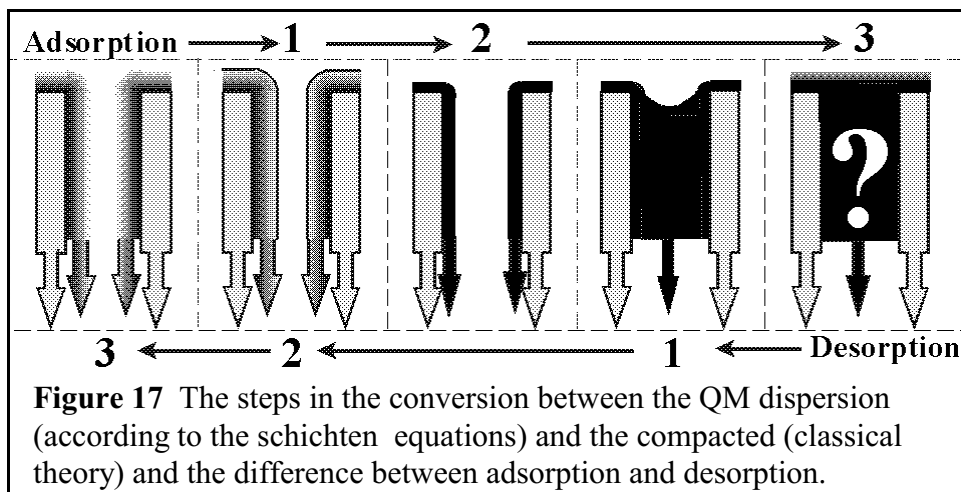 Adsorption 1 2 3
?
3 2 1 Desorption
Figure 17 The steps in the conversion between the QM dispersion
(according to the schichten equations) and the compacted (classical
theory) and the difference between adsorption and desorption.